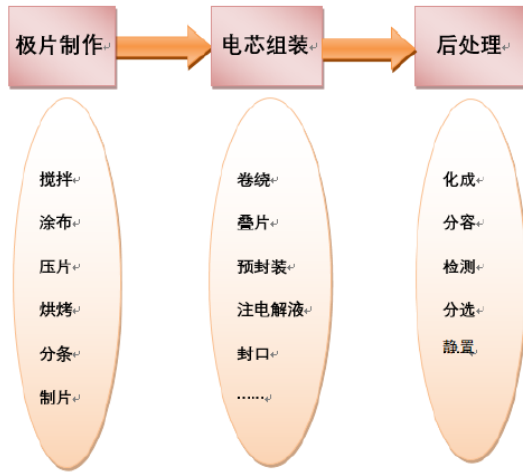 极片制作
电芯组装
后处理
搅拌
涂布
压片
烘烤
分条
制片
卷绕
叠片
预封装
注电解液
封口
……
化成
分容
检测
分选
静置